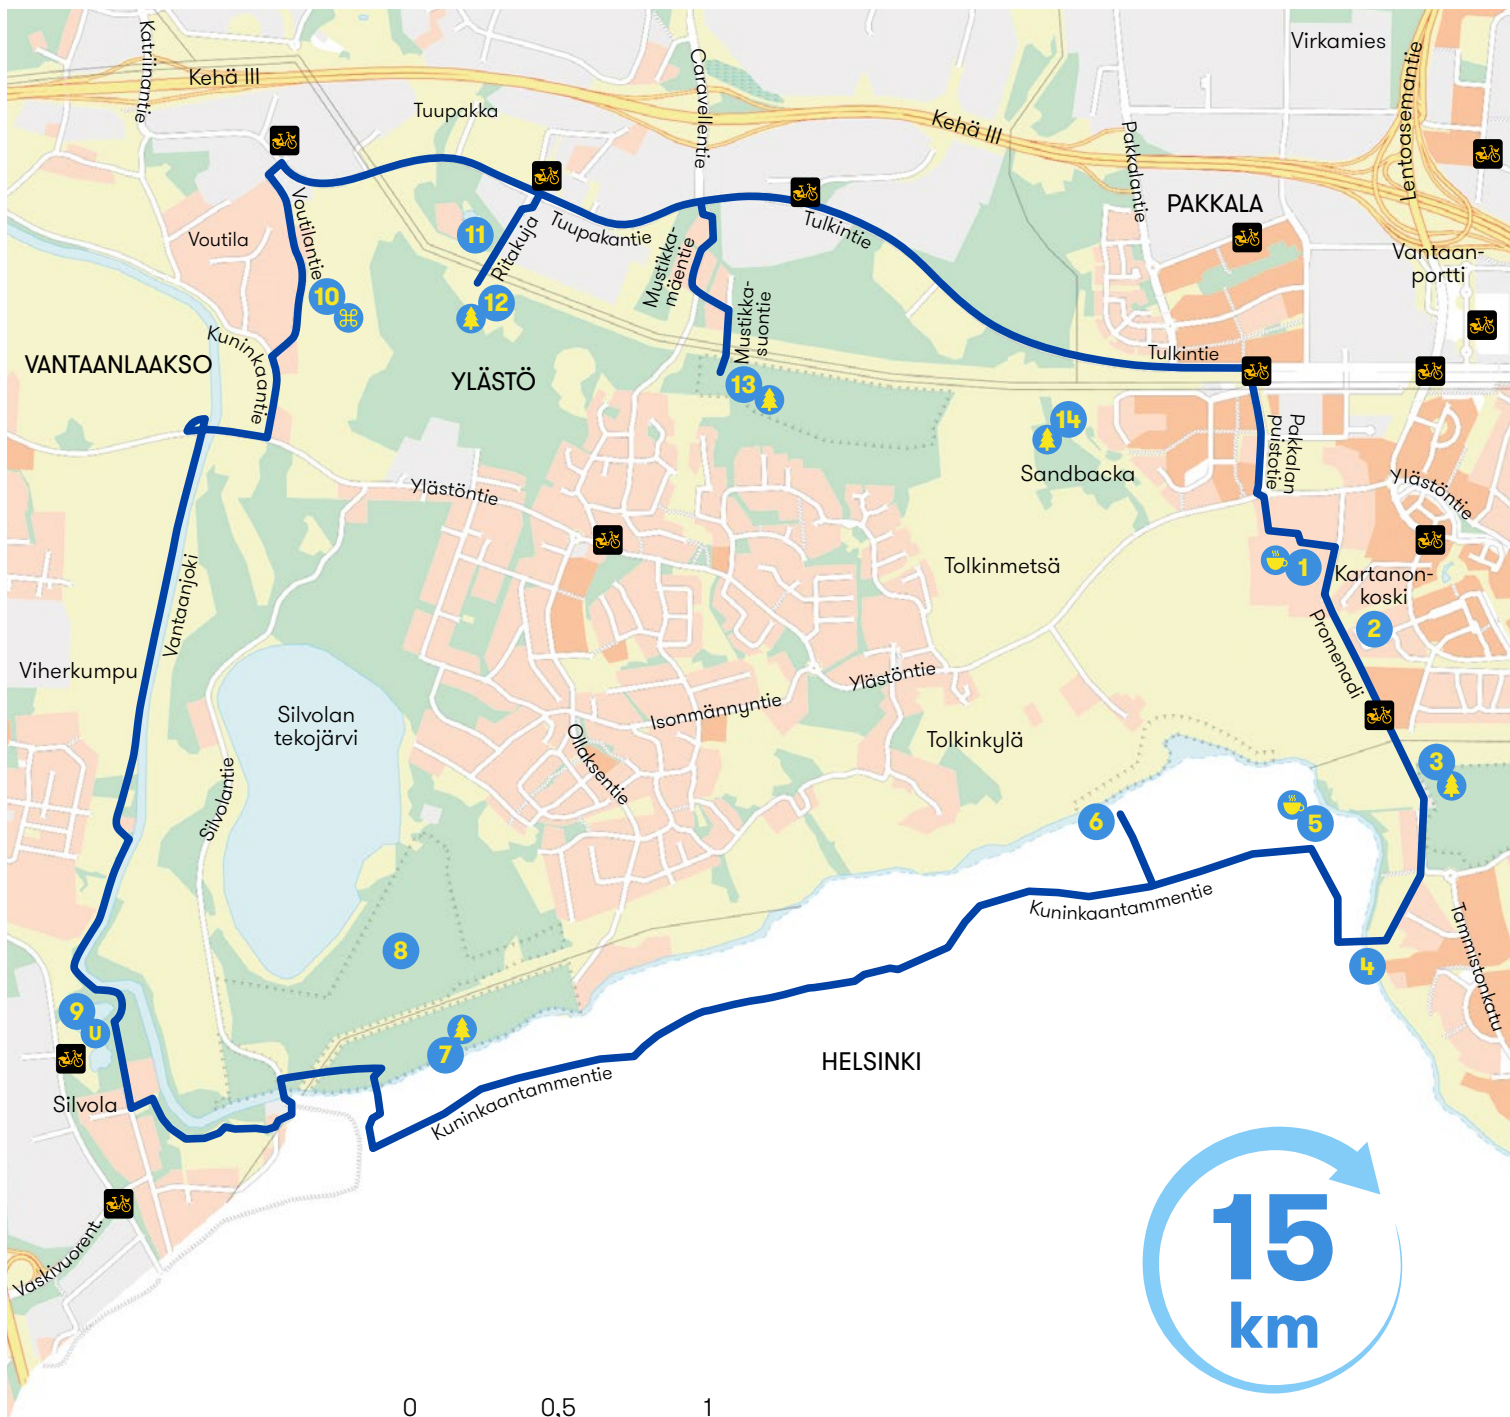 Katriinantie
Kehä III
Tuupakka
Caravellentie
Kehä III
Pakkalantie
Virkamies
Lentoasemantie
PAKKALA
Vantaan-
portti
Voutila
Voutilantie
11
Ritakuja
Tuupakantie
Tulkintie
Mustikka-
mäentie
10
12
Kuninkaantie
VANTAANLAAKSO
YLÄSTÖ
Mustikka-
suontie
13
Tulkintie
14
Sandbacka
Pakkalan
puistotie
Ylästöntie
Ylästöntie
Vantaanjoki
Tolkinmetsä
1
Kartanon-
koski
2
Promenadi
Viherkumpu
Silvolan
tekojärvi
Isonmännyntie
Ylästöntie
Tolkinkylä
Ollaksentie
Silvolantie
3
6
5
Kuninkaantammentie
Tammistonkatu
8
4
9
U
7
Silvola
Kuninkaantammentie
HELSINKI
Vaskivuorent.
15
km
0 0,5 1